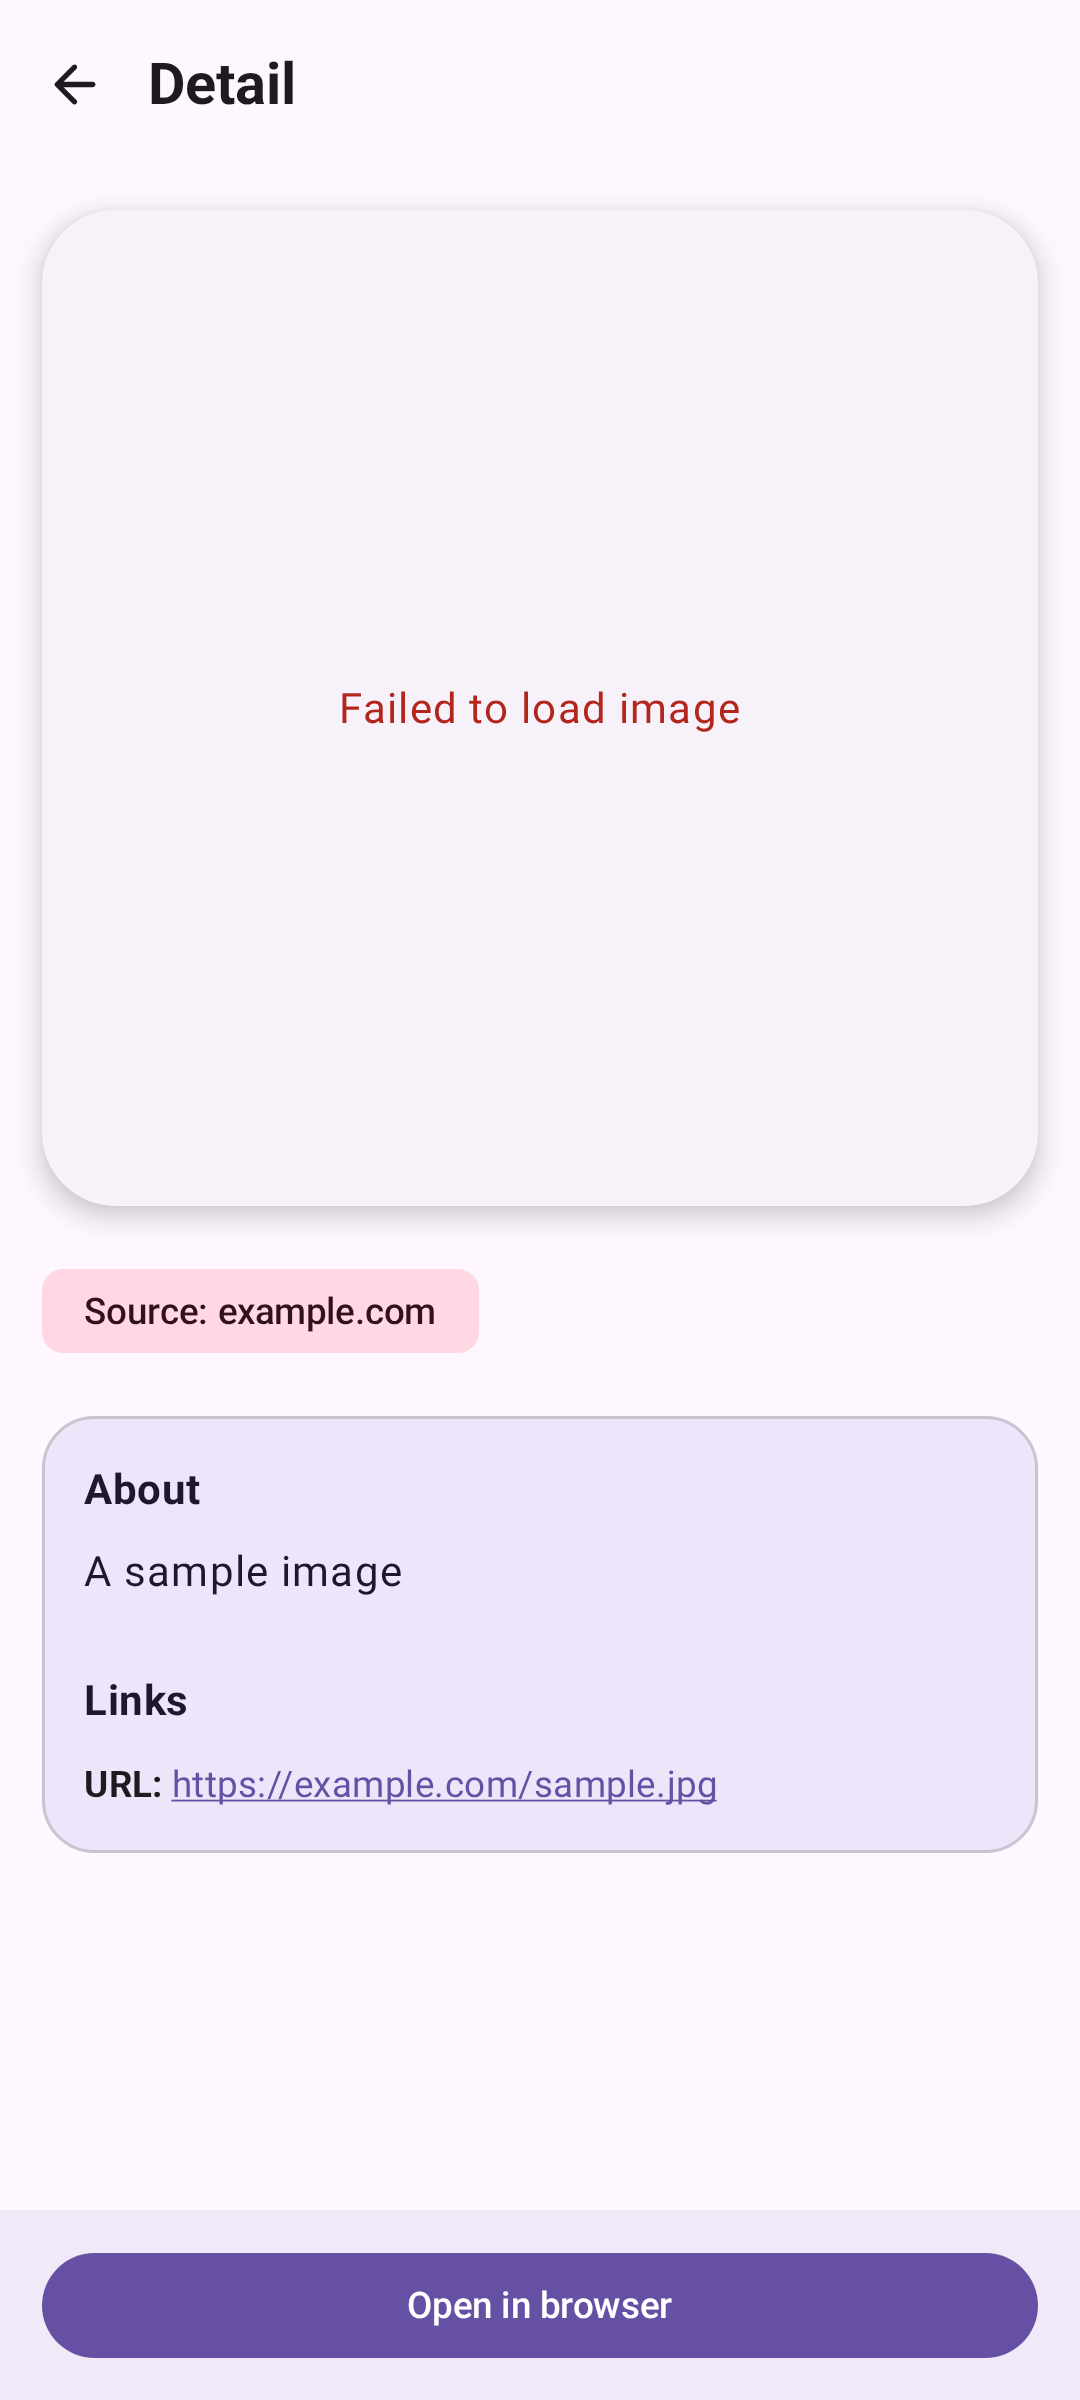 Detail
Failed to load image
Source: example.com
About
A sample image
Links
URL: https://example.com/sample.jpg
Open in browser